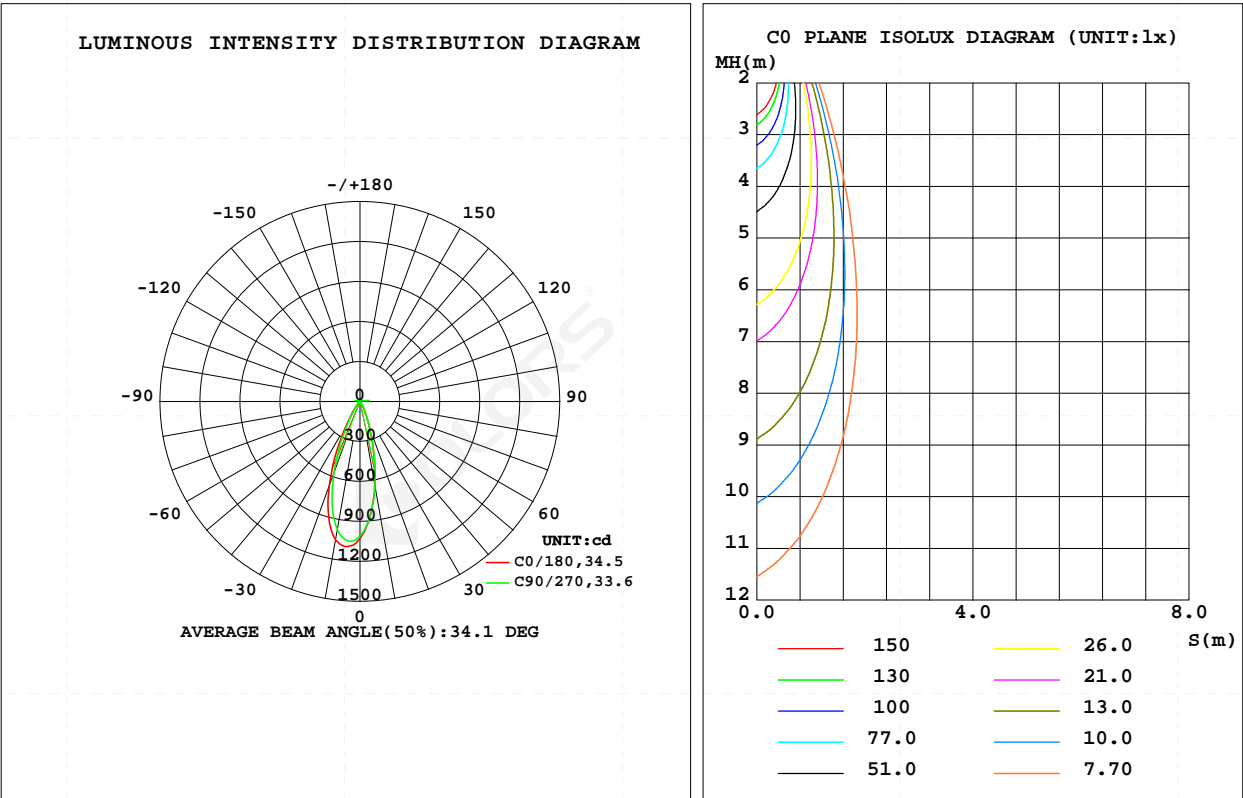 LUMINOUS INTENSITY DISTRIBUTION DIAGRAM
-/+180
-150 150
-120 120
-90 0 90
300
600
-60 900 60
UNIT:cd
1200 C0/180,34.5
C90/270,33.6
-30 1500 30
0
AVERAGE BEAM ANGLE(50%):34.1 DEG
C0 PLANE ISOLUX DIAGRAM (UNIT:lx)
MH(m)
2
3
4
5
6
7
8
9
10
11
12
0.0 4.0 8.0
S(m)
150 26.0
130 21.0
100 13.0
77.0 10.0
51.0 7.70